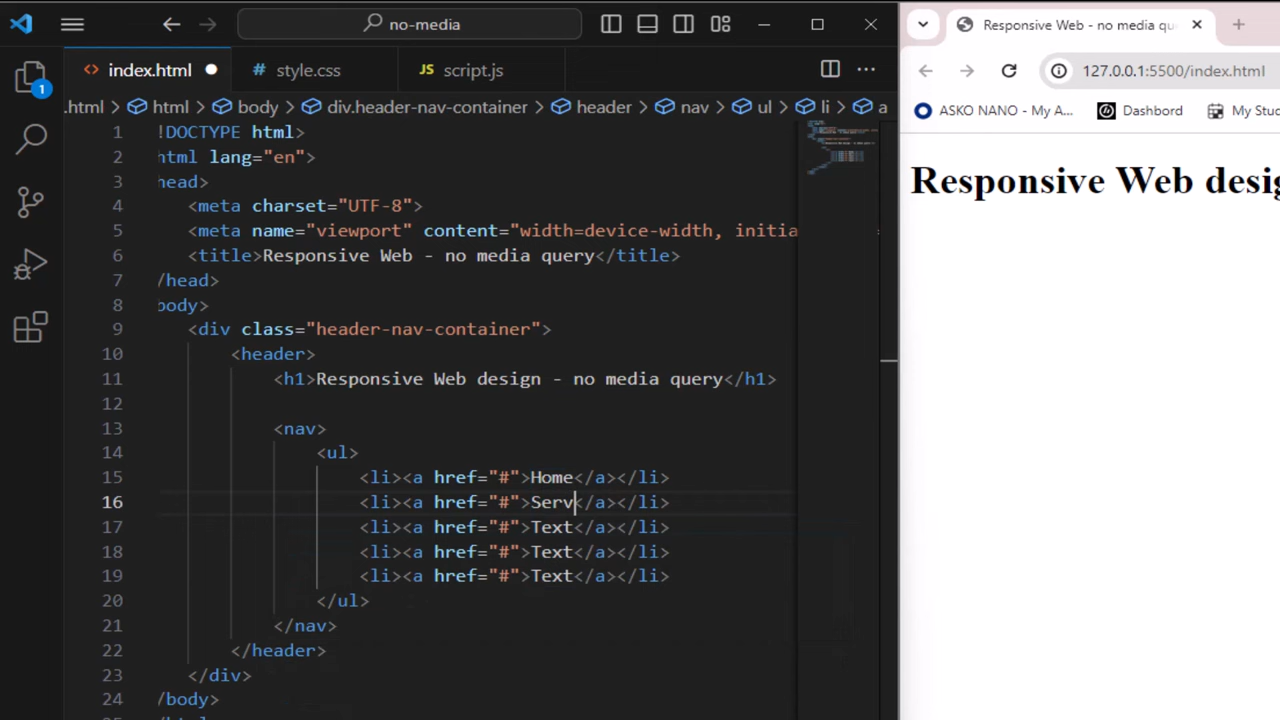 no-media
index.html
# style.css
JS script.js
.html > html > body > div.header-nav-container > header > nav > ul > li > a
1 !DOCTYPE html>
2 html lang="en">
3 head>
4 <meta charset="UTF-8">
5 <meta name="viewport" content="width=device-width, initia
6 <title>Responsive Web - no media query</title>
7 /head>
8 body>
9 <div class="header-nav-container">
10 <header>
11 <h1>Responsive Web design - no media query</h1>
12
13 <nav>
14 <ul>
15 <li><a href="#">Home</a></li>
16 <li><a href="#">Serv</a></li>
17 <li><a href="#">Text</a></li>
18 <li><a href="#">Text</a></li>
19 <li><a href="#">Text</a></li>
20 </ul>
21 </nav>
22 </header>
23 </div>
24 /body>
1
Responsive Web - no media qu
127.0.0.1:5500/index.html
ASKO NANO - My A...
Dashbord
My Stu
Responsive Web desig